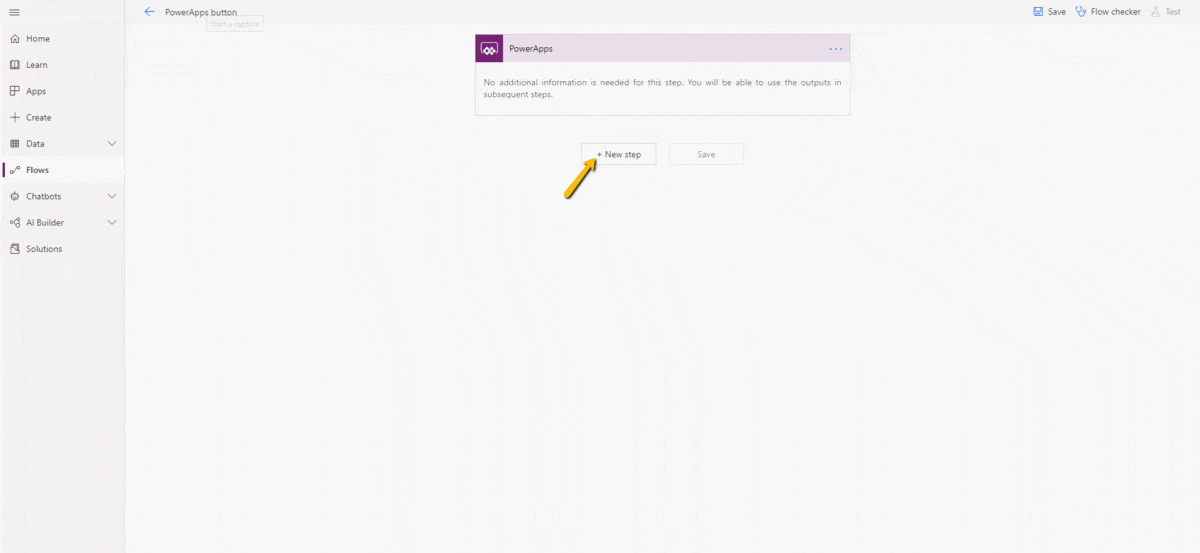 PowerApps button
Start a capture
Save
Flow checker
Test
Home
Learn
Apps
Create
Data
Flows
Chatbots
AI Builder
Solutions
PowerApps
No additional information is needed for this step. You will be able to use the outputs in
subsequent steps.
+ New step
Save